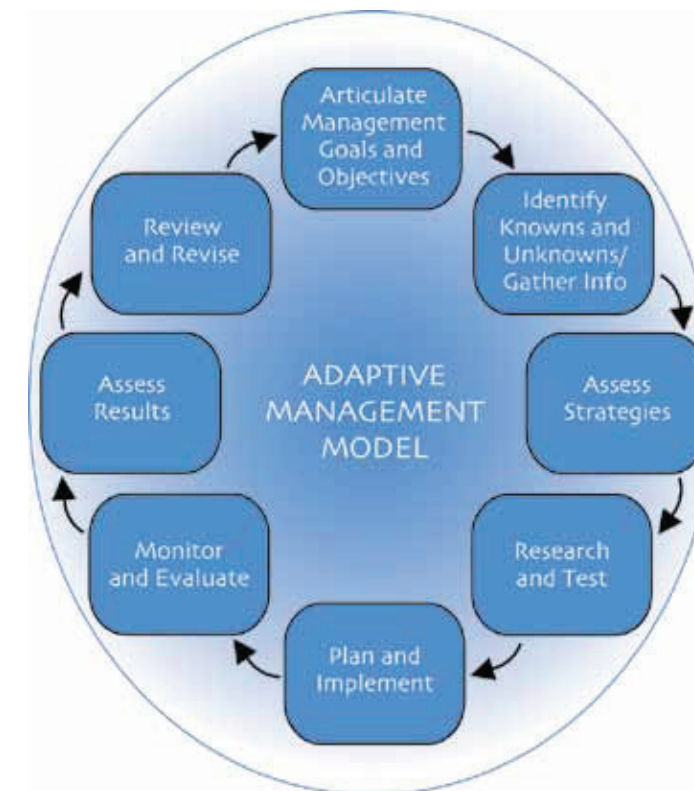 Articulate
Management
Goals and
Objectives
Identify
Knowns and
Unknowns/
Gather Info
Assess
Strategies
Research
and Test
Plan and
Implement
Monitor
and Evaluate
Assess
Results
Review
and Revise
ADAPTIVE
MANAGEMENT
MODEL